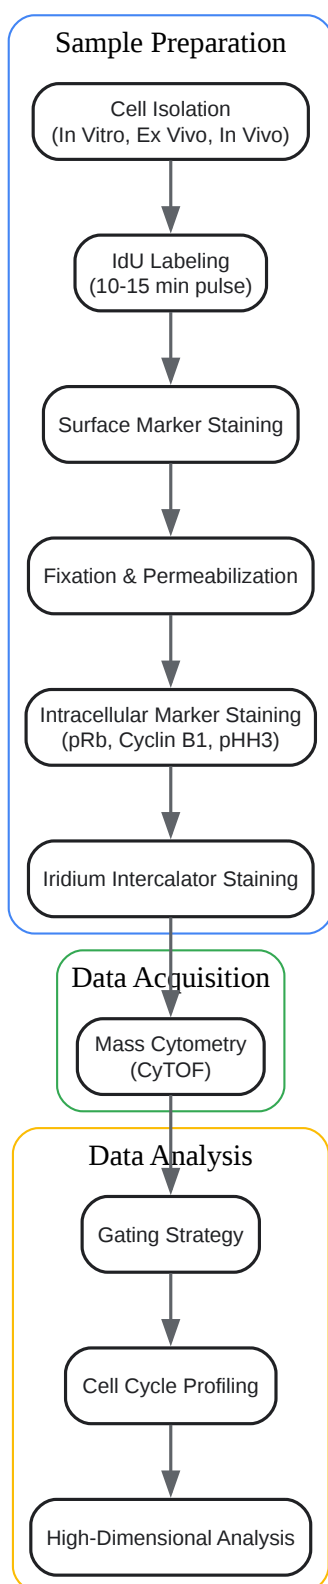 Sample Preparation
Cell Isolation
(In Vitro, Ex Vivo, In Vivo)
IdU Labeling
(10-15 min pulse)
Surface Marker Staining
Fixation & Permeabilization
Intracellular Marker Staining
(pRb, Cyclin B1, pHH3)
Iridium Intercalator Staining
Data Acquisition
Mass Cytometry
(CyTOF)
Data Analysis
Gating Strategy
Cell Cycle Profiling
High-Dimensional Analysis